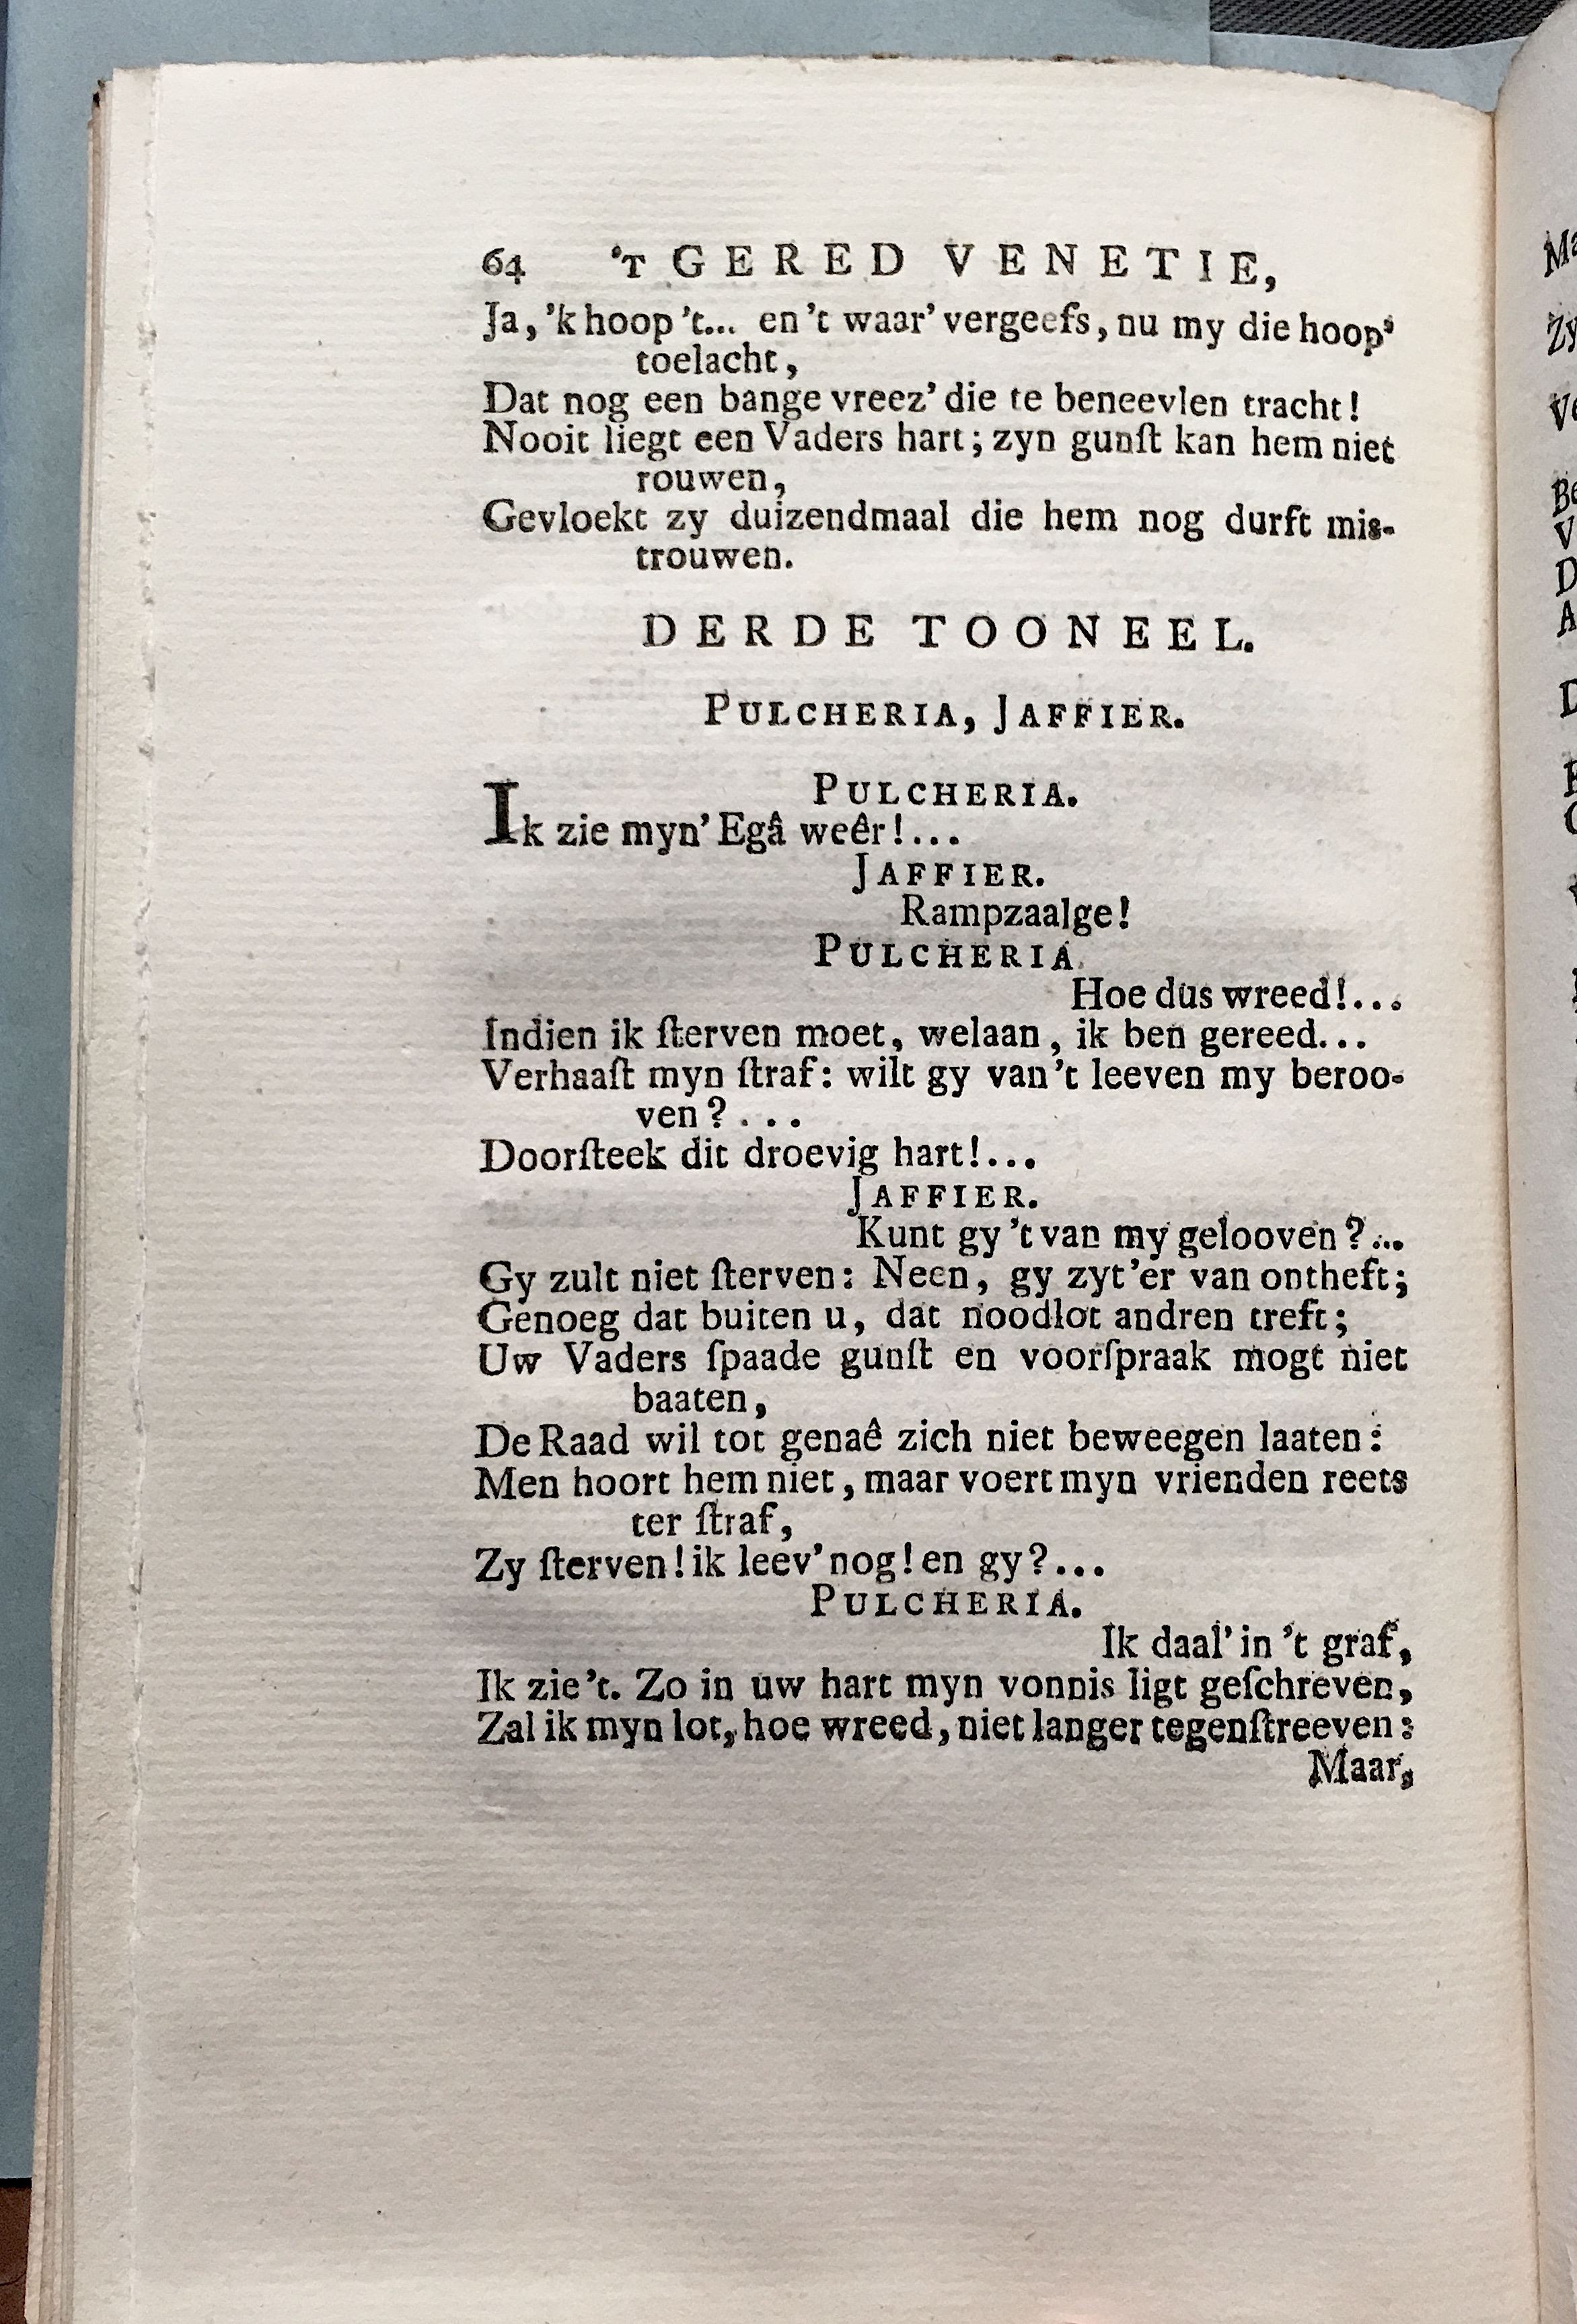 64 'T GERED VENETIE,
Ja, 'k hoop 't... en 't waar' vergeefs, nu my die hoop'
toelacht,
Dat nog een bange vreez' die te beneevlen tracht!
Nooit liegt een Vaders hart; zyn gunſt kan hem niet
rouwen,
Gevloekt zy duizendmaal die hem nog durft mis-
trouwen.
DERDE TOONEEL.
PULCHERIA, JAFFIER.
PULCHERIA.
Ik zie myn' Egâ weêr!...
JAFFIER.
Rampzaalge!
PULCHERIA.
Hoe dus wreed!...
Indien ik ſterven moet, welaan, ik ben gereed...
Verhaaſt myn ſtraf: wilt gy van 't leeven my beroo-
ven?...
Doorſteek dit droevig hart!...
JAFFIER.
Kunt gy 't van my gelooven?...
Gy zult niet ſterven: Neen, gy zyt 'er van ontheft;
Genoeg dat buiten u, dat noodlot andren treft;
Uw Vaders ſpaade gunſt en voorſpraak mogt niet
baaten,
De Raad wil tot genaê zich niet beweegen laaten:
Men hoort hem niet, maar voert myn vrienden reets
ter ſtraf,
Zy ſterven! ik leev' nog! en gy?...
PULCHERIA.
Ik daal' in 't graf,
Ik zie 't. Zo in uw hart myn vonnis ligt geſchreven,
Zal ik myn lot, hoe wreed, niet langer tegenſtreeven:
Maar,